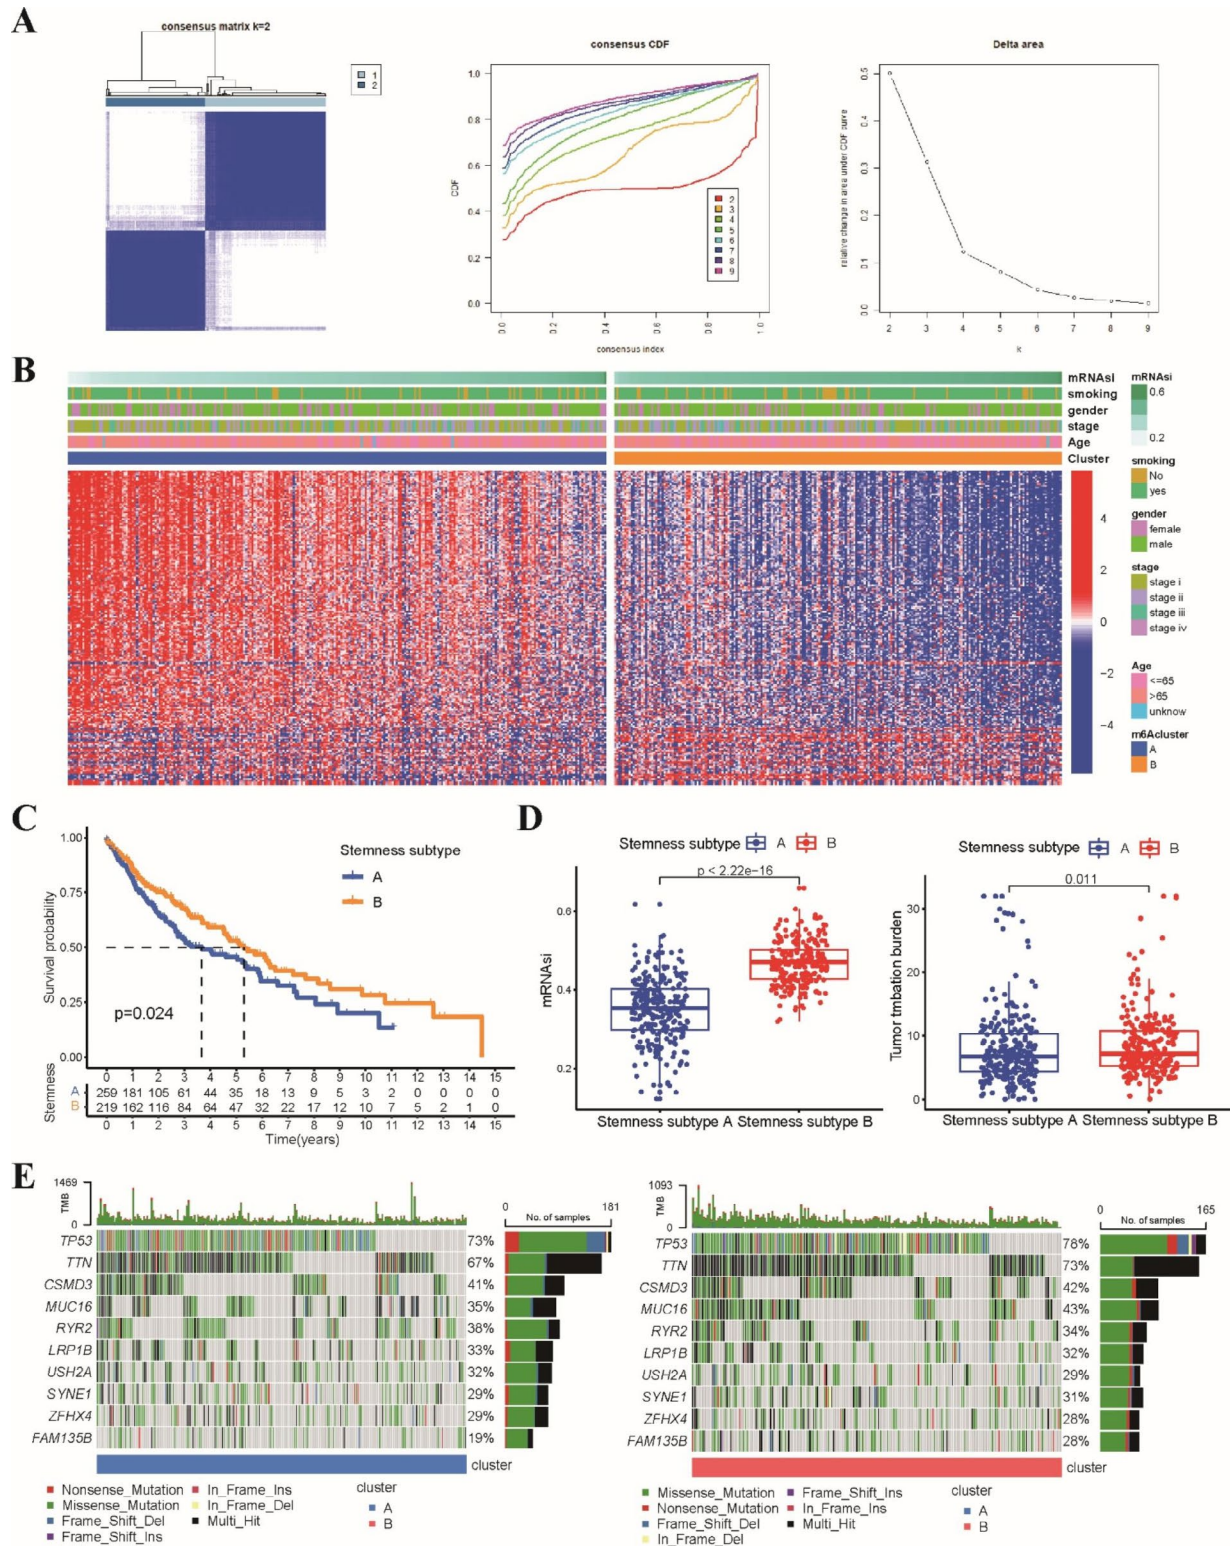 A
consensus matrix k=2
1
2
consensus CDF
1.0
0.8
0.6
0.4
0.2
0.0
CDF
0.0
0.2
0.4
0.6
0.8
1.0
consensus index
2
3
4
5
6
7
8
9
Delta area
0.5
0.4
0.3
0.2
0.1
0.0
relative change in area under CDF curve
2
3
4
5
6
7
8
9
k
B
mRNAsi
smoking
gender
stage
Age
Cluster
4
2
0
−2
−4
mRNAsi
0.6
0.2
smoking
No
yes
gender
female
male
stage
stage i
stage ii
stage iii
stage iv
Age
<=65
>65
unknow
m6Acluster
A
B
C
Stemness subtype
A
B
Survival probability
1.00
0.75
0.50
0.25
0.00
p=0.024
0 1 2 3 4 5 6 7 8 9 10 11 12 13 14 15
Stemness
A 259 181 105 61 44 35 18 13 9 5 3 2 0 0 0 0
B 219 162 116 84 64 47 32 22 17 12 10 7 5 2 1 0
0 1 2 3 4 5 6 7 8 9 10 11 12 13 14 15
Time(years)
D
Stemness subtype A B
p < 2.22e−16
mRNAsi
0.6
0.4
0.2
Stemness subtype A Stemness subtype B
Stemness subtype A B
0.011
Tumor tmbation burden
30
20
10
0
Stemness subtype A Stemness subtype B
E
1469
TMB
0
0 181
No. of samples
TP53 73%
TTN 67%
CSMD3 41%
MUC16 35%
RYR2 38%
LRP1B 33%
USH2A 32%
SYNE1 29%
ZFHX4 29%
FAM135B 19%
cluster
Nonsense_Mutation
Missense_Mutation
Frame_Shift_Del
Frame_Shift_Ins
In_Frame_Ins
In_Frame_Del
Multi_Hit
cluster
A
B
1093
TMB
0
0 165
No. of samples
TP53 78%
TTN 73%
CSMD3 42%
MUC16 43%
RYR2 34%
LRP1B 32%
USH2A 29%
SYNE1 31%
ZFHX4 28%
FAM135B 28%
cluster
Missense_Mutation
Nonsense_Mutation
Frame_Shift_Del
In_Frame_Del
Frame_Shift_Ins
In_Frame_Ins
Multi_Hit
cluster
A
B